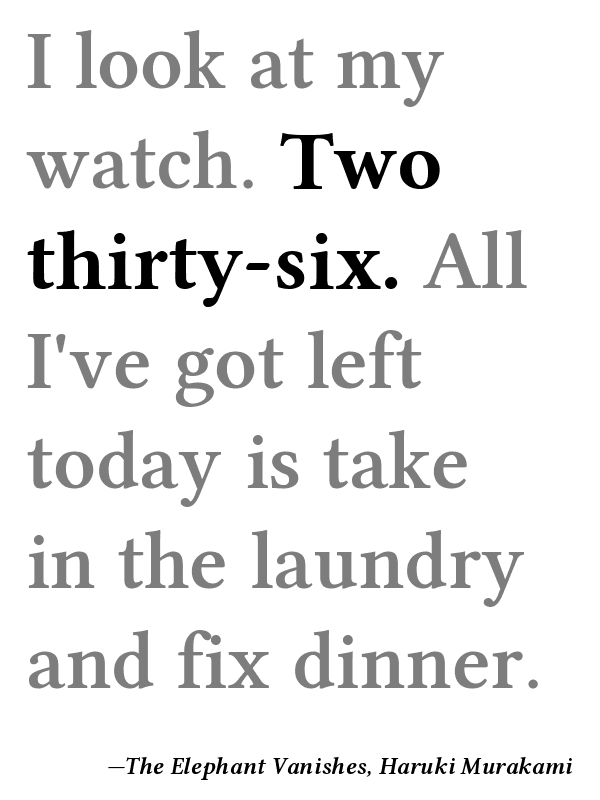 I look at my
watch. Two
thirty-six. All
I've got left
today is take
in the laundry
and fix dinner.
—The Elephant Vanishes, Haruki Murakami